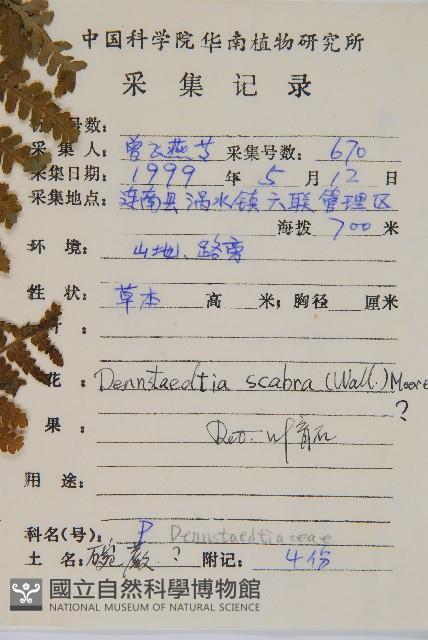 中国科学院华南植物研究所
采集记录
号数:
采集人: 曾云燕等 采集号数: 670
采集日期: 1999 年 5 月 12 日
采集地点: 连南县涡水镇六联管理区
海拨 700 米
环境: 山地、路旁
性状: 草本 高 米; 胸径 厘米
花: Dennstaedtia scabra (Wall.) Moore
?
果: Det.
用途:
科名(号): P Dennstaedtiaceae
土名: 碗蕨? 附记: 4份
國立自然科學博物館
NATIONAL MUSEUM OF NATURAL SCIENCE